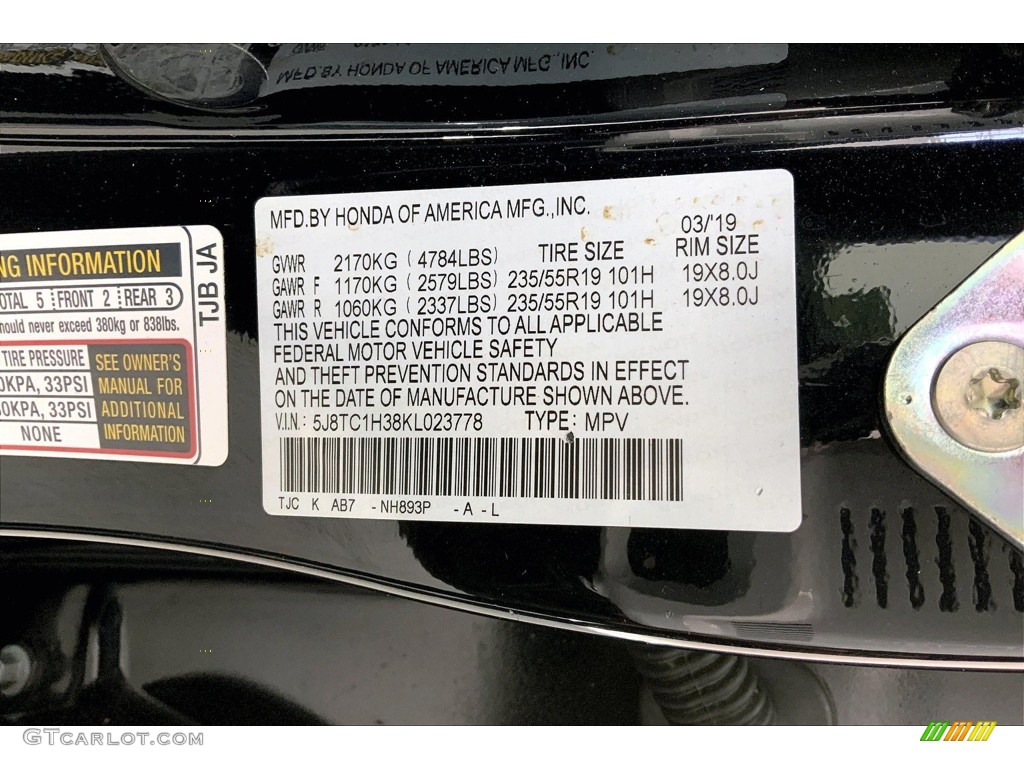 MFD.BY HONDA OF AMERICA MFG.,INC.
MFD.BY HONDA OF AMERICA MFG.,INC.
03/'19
GVWR 2170KG ( 4784LBS) TIRE SIZE RIM SIZE
GAWR F 1170KG ( 2579LBS) 235/55R19 101H 19X8.0J
GAWR R 1060KG ( 2337LBS) 235/55R19 101H 19X8.0J
THIS VEHICLE CONFORMS TO ALL APPLICABLE
FEDERAL MOTOR VEHICLE SAFETY
AND THEFT PREVENTION STANDARDS IN EFFECT
ON THE DATE OF MANUFACTURE SHOWN ABOVE.
V.I.N.: 5J8TC1H38KL023778 TYPE: MPV
TJC K AB7 -NH893P -A -L
NG INFORMATION
TJB JA
OTAL 5 FRONT 2 REAR 3
hould never exceed 380kg or 838lbs.
TIRE PRESSURE
0KPA, 33PSI
0KPA, 33PSI
NONE
SEE OWNER'S
MANUAL FOR
ADDITIONAL
INFORMATION
GTCarlot.com